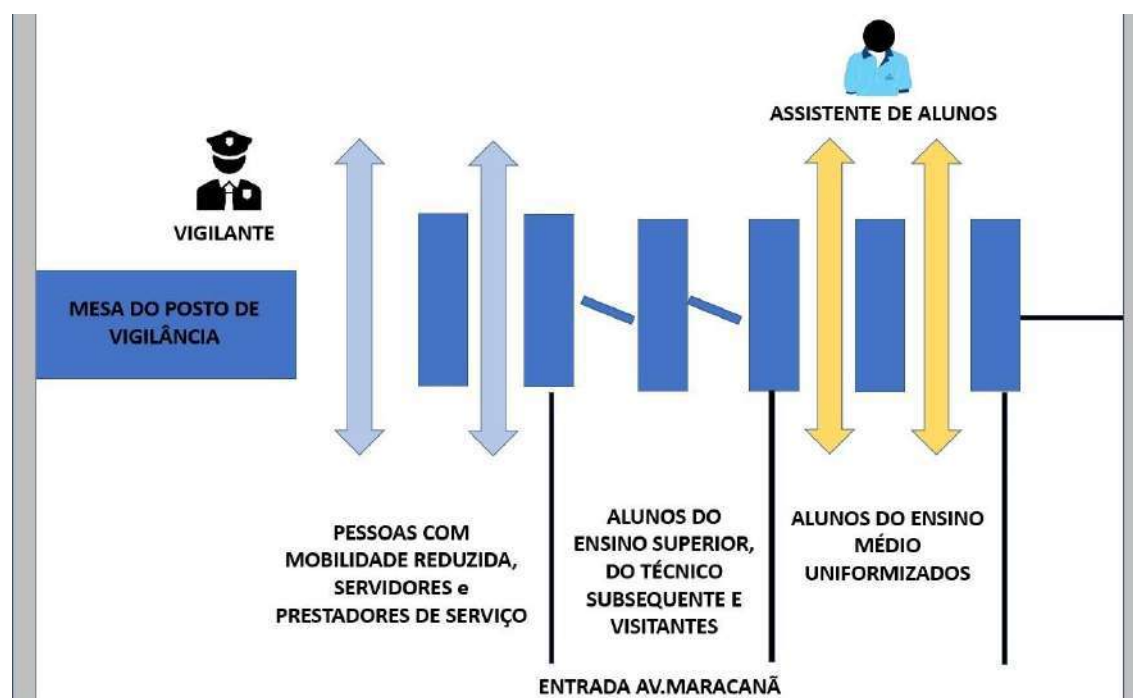 ASSISTENTE DE ALUNOS
VIGILANTE
MESA DO POSTO DE
VIGILÂNCIA
PESSOAS COM
MOBILIDADE REDUZIDA,
SERVIDORES e
PRESTADORES DE SERVIÇO
ALUNOS DO
ENSINO SUPERIOR,
DO TÉCNICO
SUBSEQUENTE E
VISITANTES
ALUNOS DO ENSINO
MÉDIO
UNIFORMIZADOS
ENTRADA AV.MARACANÃ